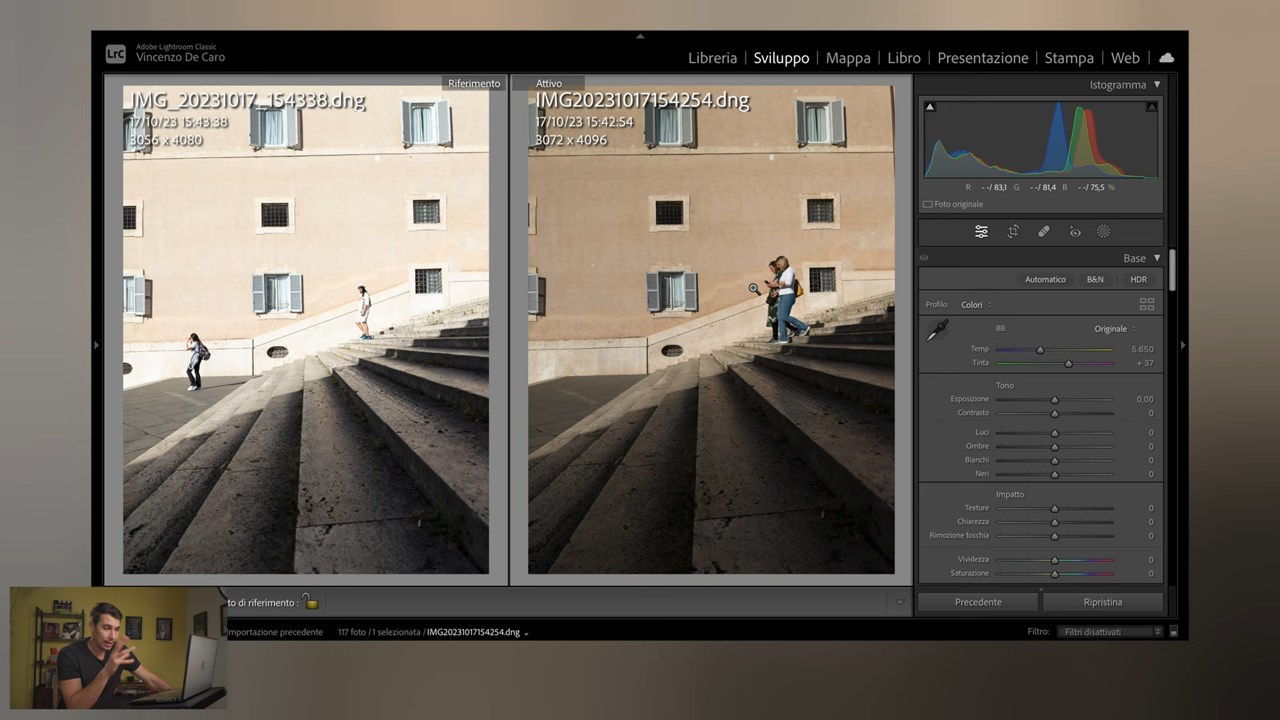 LrC
Adobe Lightroom Classic
Vincenzo De Caro
Libreria | Sviluppo | Mappa | Libro | Presentazione | Stampa | Web
Riferimento
IMG_20231017_154338.dng
17/10/23 15:43:38
3056 x 4080
Attivo
IMG20231017154254.dng
17/10/23 15:42:54
3072 x 4096
Istogramma
R --/ 83,1 G --/ 81,4 B --/ 75,5 %
Foto originale
Base
Automatico B&N HDR
Profilo: Colori
BB: Originale
Temp 5.650
Tinta + 37
Tono
Esposizione 0,00
Contrasto 0
Luci 0
Ombre 0
Bianchi 0
Neri 0
Impatto
Texture 0
Chiarezza 0
Rimozione foschia 0
Vividezza 0
Saturazione 0
Precedente Ripristina
to di riferimento :
mportazione precedente 117 foto / 1 selezionata / IMG20231017154254.dng
Filtro: Filtri disattivati